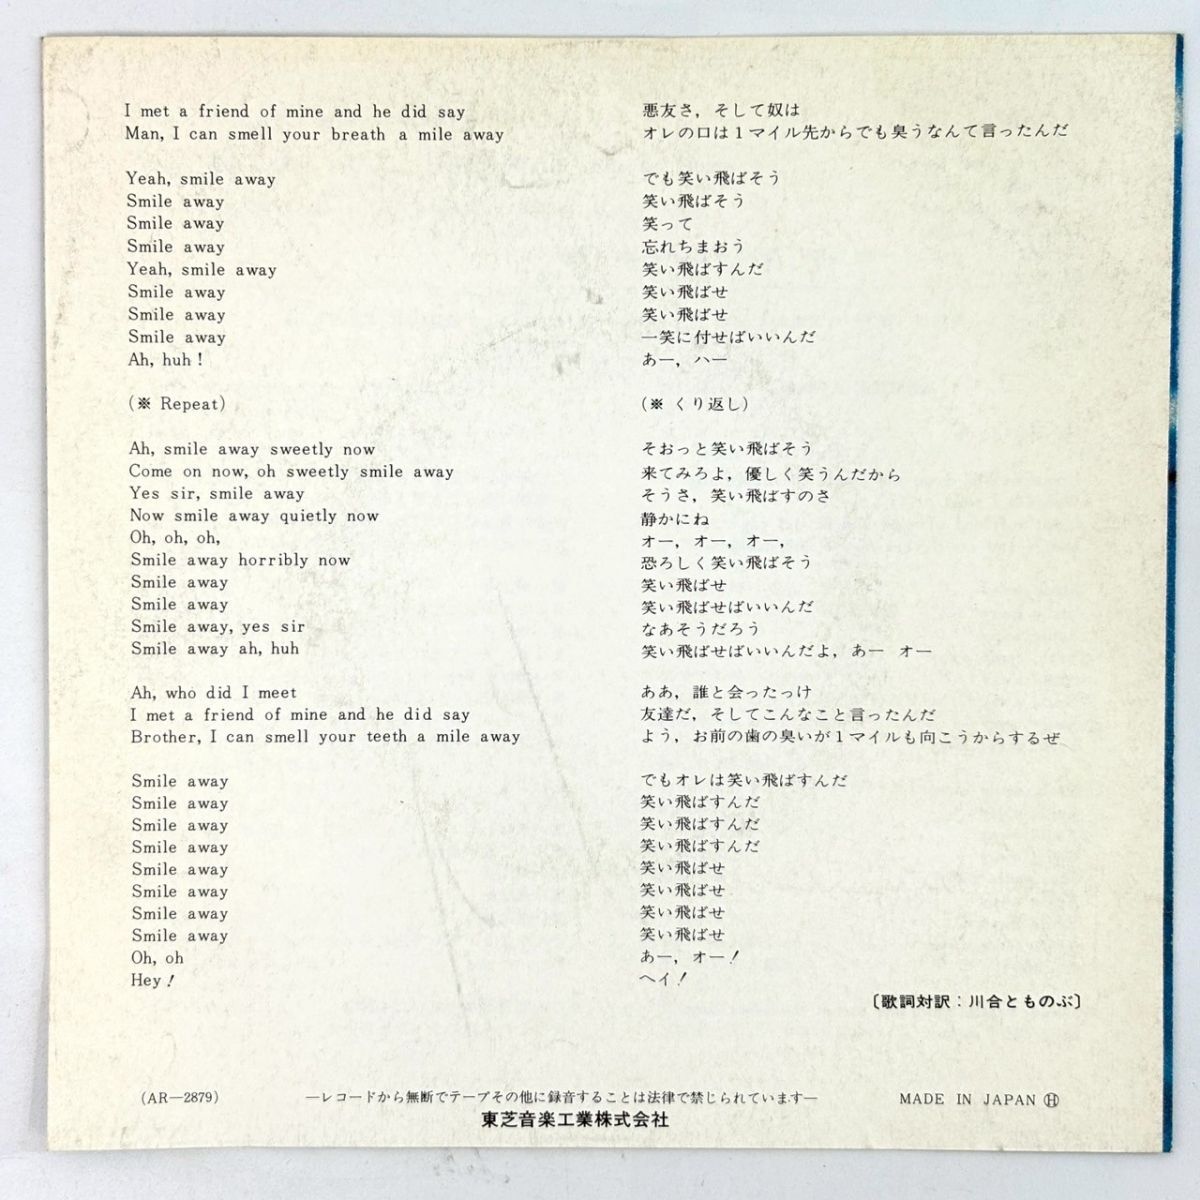 I met a friend of mine and he did say
Man, I can smell your breath a mile away
Yeah, smile away
Smile away
Smile away
Smile away
Yeah, smile away
Smile away
Smile away
Smile away
Ah, huh!
(※ Repeat)
Ah, smile away sweetly now
Come on now, oh sweetly smile away
Yes sir, smile away
Now smile away quietly now
Oh, oh, oh,
Smile away horribly now
Smile away
Smile away
Smile away, yes sir
Smile away ah, huh
Ah, who did I meet
I met a friend of mine and he did say
Brother, I can smell your teeth a mile away
Smile away
Smile away
Smile away
Smile away
Smile away
Smile away
Smile away
Smile away
Oh, oh
Hey!
悪友さ，そして奴は
オレの口は1マイル先からでも臭うなんて言ったんだ
でも笑い飛ばそう
笑い飛ばそう
笑って
忘れちまおう
笑い飛ばすんだ
笑い飛ばせ
笑い飛ばせ
一笑に付せばいいんだ
あー，ハー
(※ くり返し)
そおっと笑い飛ばそう
来てみろよ，優しく笑うんだから
そうさ，笑い飛ばすのさ
静かにね
オー，オー，オー，
恐ろしく笑い飛ばそう
笑い飛ばせ
笑い飛ばせばいいんだ
なあそうだろう
笑い飛ばせばいいんだよ，あー オー
ああ，誰と会ったっけ
友達だ，そしてこんなこと言ったんだ
よう，お前の歯の臭いが1マイルも向こうからするぜ
でもオレは笑い飛ばすんだ
笑い飛ばすんだ
笑い飛ばすんだ
笑い飛ばすんだ
笑い飛ばせ
笑い飛ばせ
笑い飛ばせ
笑い飛ばせ
あー，オー！
ヘイ！
〔歌詞対訳：川合とものぶ〕
(AR—2879)
—レコードから無断でテープその他に録音することは法律で禁じられています—
MADE IN JAPAN Ⓗ
東芝音楽工業株式会社